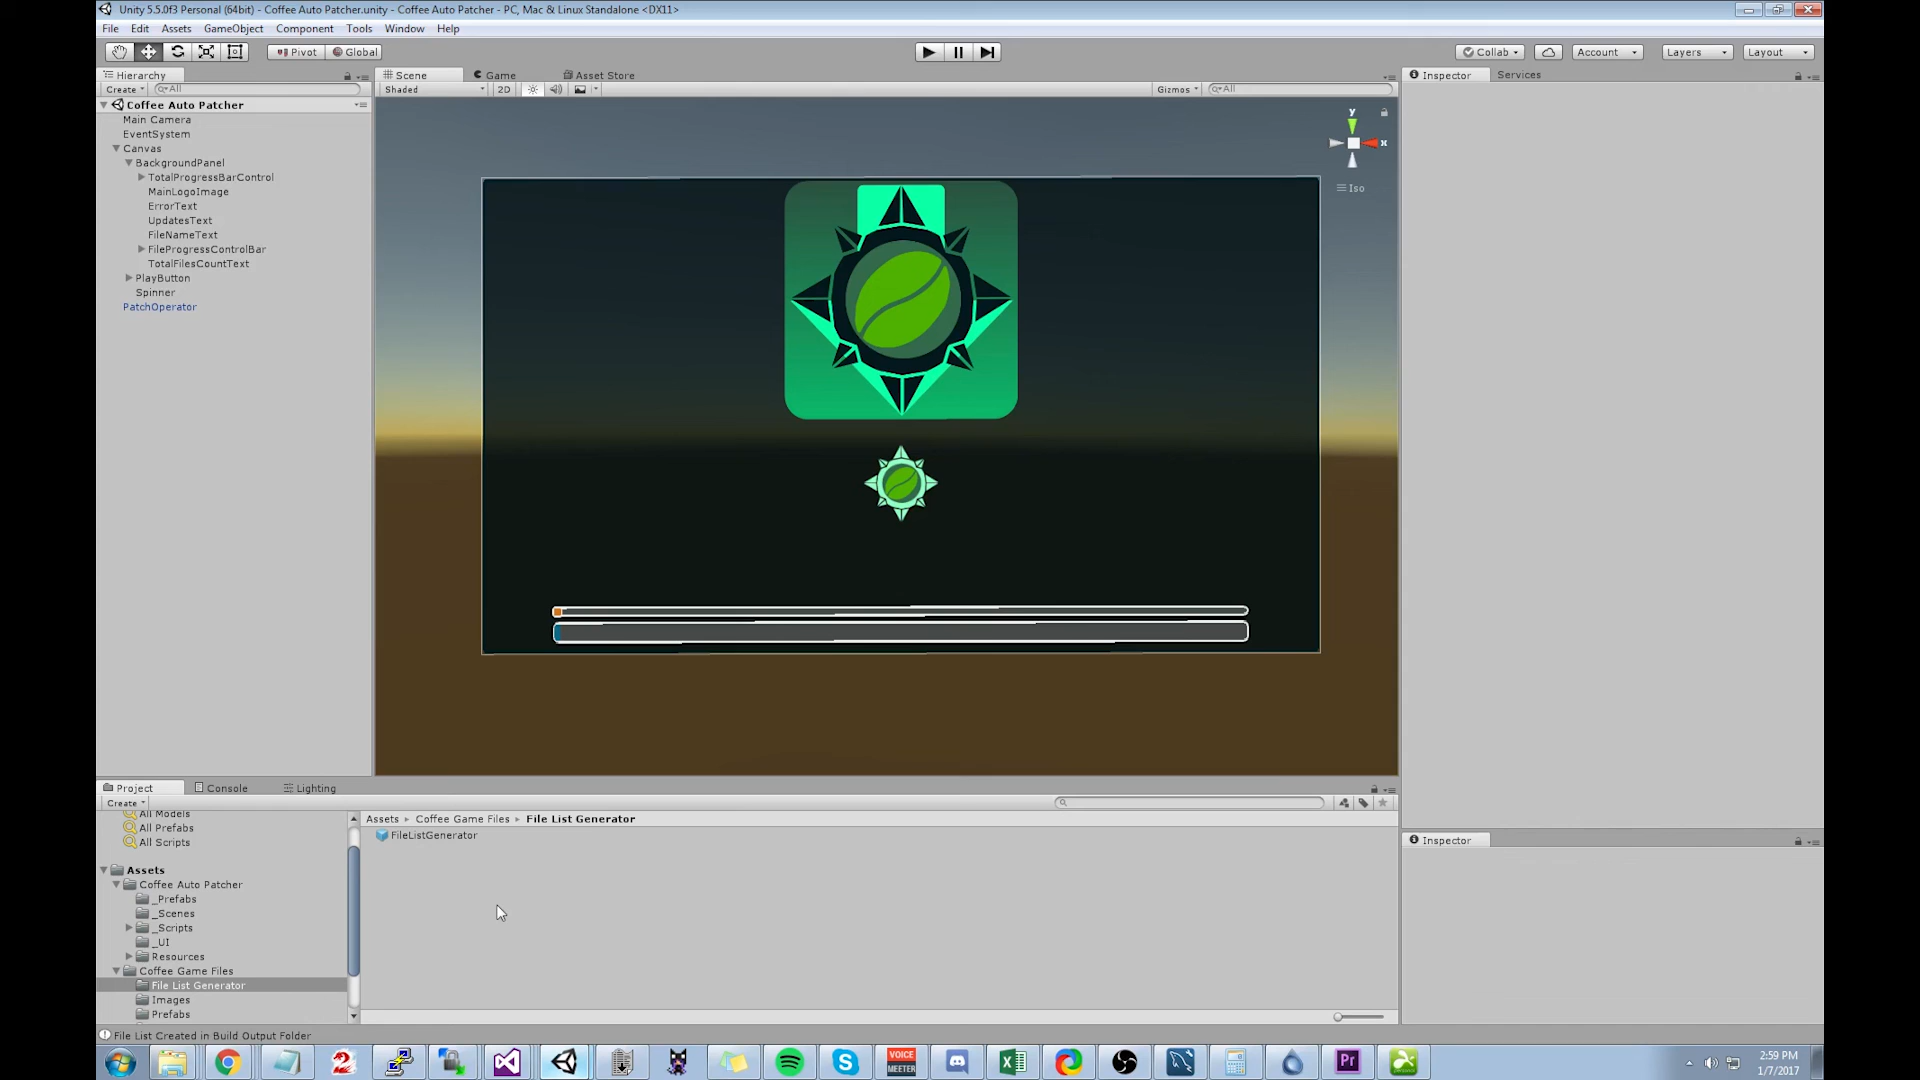 Unity 5.5.0f3 Personal (64bit) - Coffee Auto Patcher.unity - Coffee Auto Patcher - PC, Mac & Linux Standalone <DX11>
File Edit Assets GameObject Component Tools Window Help
Pivot Global Collab Account Layers Layout
Hierarchy Scene Game Asset Store Inspector Services
Create All Shaded 2D Gizmos All
Coffee Auto Patcher
Main Camera
EventSystem
Canvas
BackgroundPanel
TotalProgressBarControl
MainLogoImage
ErrorText
UpdatesText
FileNameText
FileProgressControlBar
TotalFilesCountText
PlayButton
Spinner
PatchOperator
y
x
Iso
Project Console Lighting
Create
All Models
All Prefabs
All Scripts
Assets
Coffee Auto Patcher
_Prefabs
_Scenes
_Scripts
_UI
Resources
Coffee Game Files
File List Generator
Images
Prefabs
Assets Coffee Game Files File List Generator
FileListGenerator
Inspector
File List Created in Build Output Folder
VOICE MEETER
Pr
2:59 PM
1/7/2017